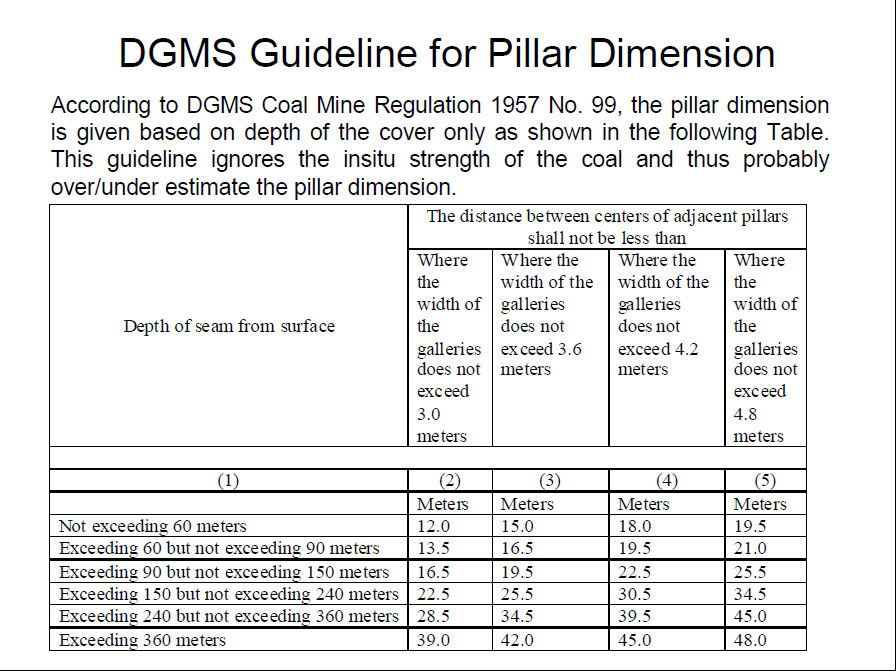 DGMS Guideline for Pillar Dimension
According to DGMS Coal Mine Regulation 1957 No. 99, the pillar dimension
is given based on depth of the cover only as shown in the following Table.
This guideline ignores the insitu strength of the coal and thus probably
over/under estimate the pillar dimension.
Depth of seam from surface
The distance between centers of adjacent pillars
shall not be less than
Where
the
width of
the
galleries
does not
exceed
3.0
meters
Where the
width of the
galleries
does not
exceed 3.6
meters
Where the
width of the
galleries
does not
exceed 4.2
meters
Where
the
width of
the
galleries
does not
exceed
4.8
meters
(1) (2) (3) (4) (5)
Meters Meters Meters Meters
Not exceeding 60 meters 12.0 15.0 18.0 19.5
Exceeding 60 but not exceeding 90 meters 13.5 16.5 19.5 21.0
Exceeding 90 but not exceeding 150 meters 16.5 19.5 22.5 25.5
Exceeding 150 but not exceeding 240 meters 22.5 25.5 30.5 34.5
Exceeding 240 but not exceeding 360 meters 28.5 34.5 39.5 45.0
Exceeding 360 meters 39.0 42.0 45.0 48.0